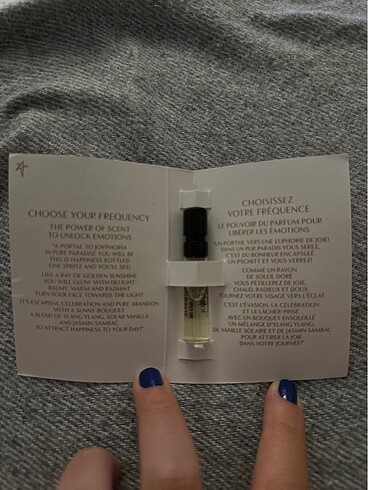 CHOOSE YOUR FREQUENCY
THE POWER OF SCENT
TO UNLOCK EMOTIONS
"A PORTAL TO JOYPHORIA
IN PURE PARADISE YOU WILL BE
THIS IS HAPPINESS BOTTLED
ONE SPRITZ AND YOU'LL SEE!
LIKE A RAY OF GOLDEN SUNSHINE
YOU WILL GLOW WITH DELIGHT
BALMY, WARM AND RADIANT
TURN YOUR FACE TOWARDS THE LIGHT
IT'S ESCAPISM, CELEBRATION AND PURE ABANDON
WITH A SUNNY BOUQUET
A BLEND OF YLANG YLANG, SOLAR VANILLA
AND JASMIN SAMBAC
TO ATTRACT HAPPINESS TO YOUR DAY!"
CHOISISSEZ
VOTRE FRÉQUENCE
LE POUVOIR DU PARFUM POUR
LIBÉRER LES ÉMOTIONS
"UN PORTAIL VERS UNE EUPHORIE DE JOIE!
DANS UN PUR PARADIS VOUS SEREZ,
C'EST DU BONHEUR ENCAPSULÉ
UN PSCHITT ET VOUS VERREZ!
COMME UN RAYON
DE SOLEIL DORÉ
VOUS PÉTILLEREZ DE JOIE,
CHAUD, RADIEUX ET DOUX
TOURNEZ VOTRE VISAGE VERS L'ÉCLAT.
C'EST L'ÉVASION, LA CÉLÉBRATION
ET LE LÂCHER-PRISE
AVEC UN BOUQUET ENSOLEILLÉ
UN MÉLANGE D'YLANG YLANG,
DE VANILLE SOLAIRE ET DE JASMIN SAMBAC
POUR ATTIRER LA JOIE
DANS VOTRE JOURNÉE!"